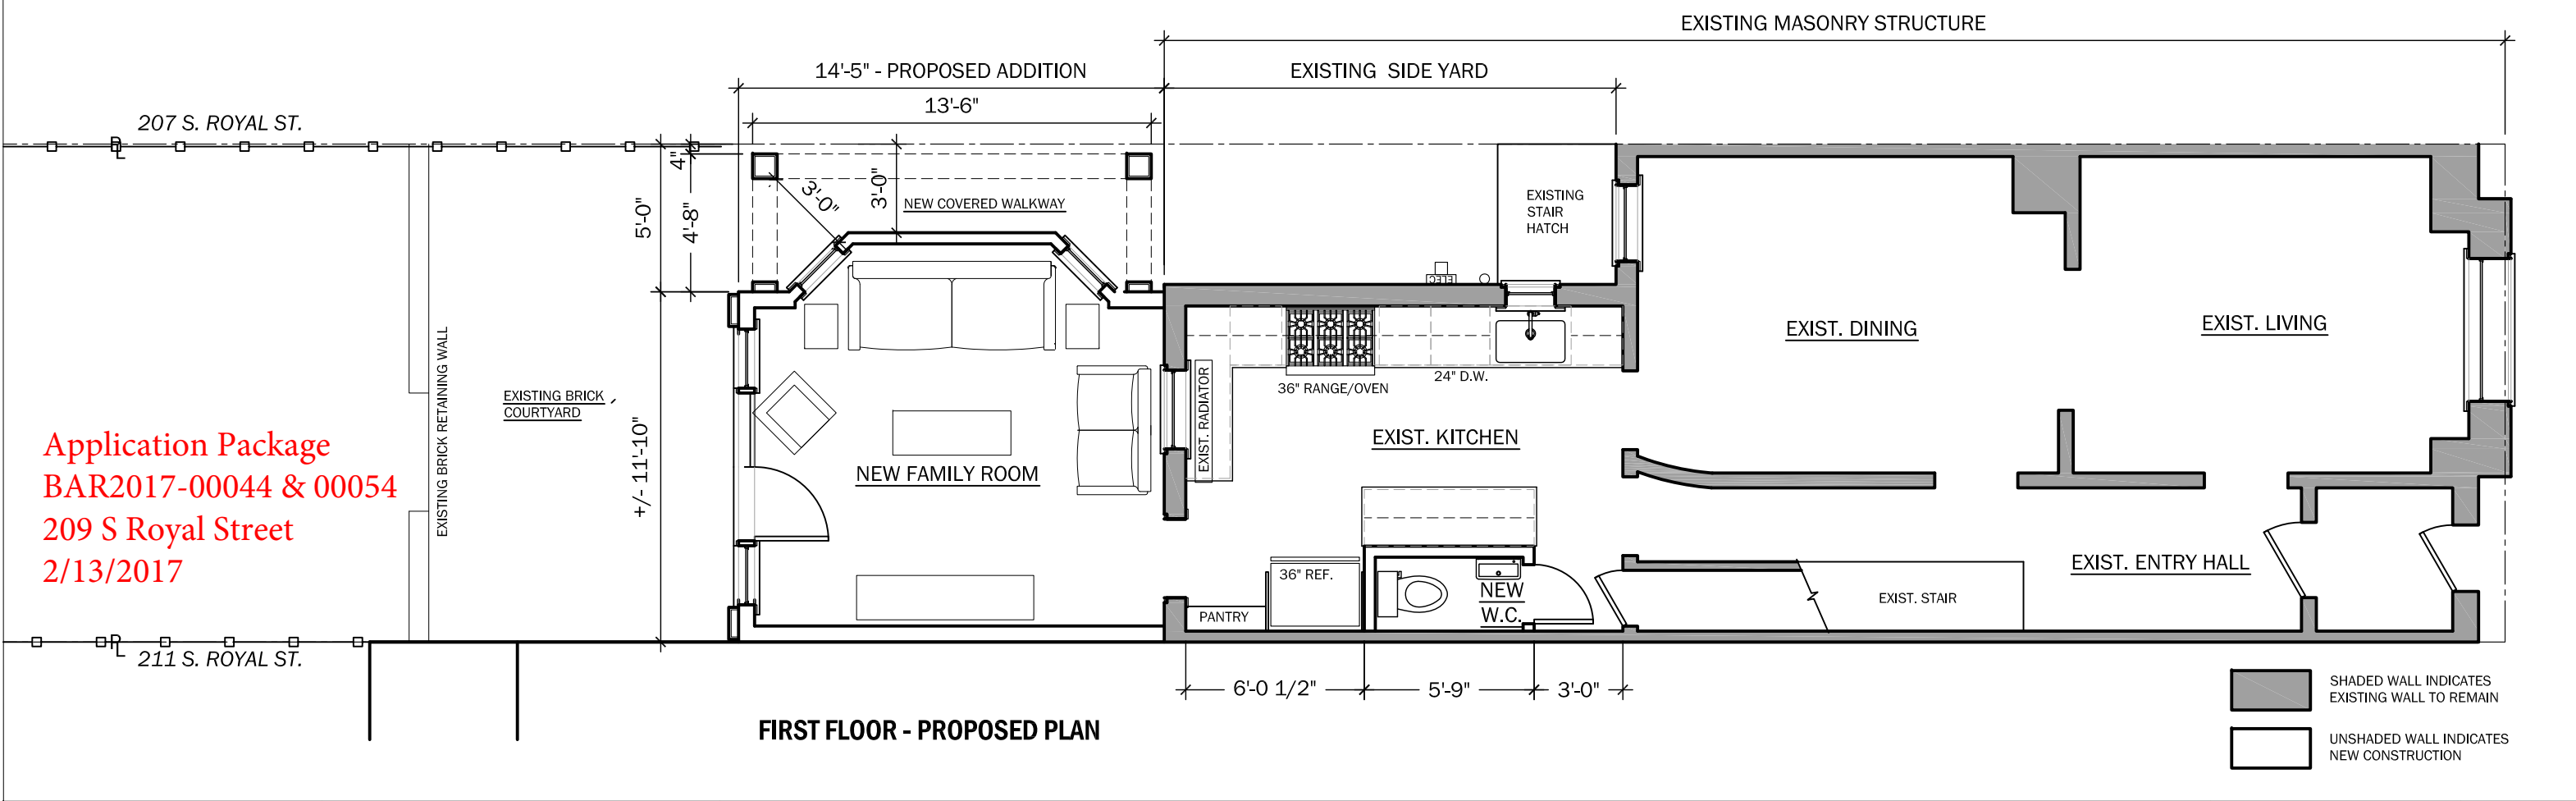 EXISTING MASONRY STRUCTURE
14'-5" - PROPOSED ADDITION
EXISTING SIDE YARD
13'-6"
207 S. ROYAL ST.
PL
4"
5'-0"
4'-8"
3'-0"
3'-0"
NEW COVERED WALKWAY
EXISTING
STAIR
HATCH
ELEC
EXIST. DINING
EXIST. LIVING
EXISTING BRICK RETAINING WALL
EXISTING BRICK
COURTYARD
+/- 11'-10"
EXIST. RADIATOR
36" RANGE/OVEN
24" D.W.
EXIST. KITCHEN
NEW FAMILY ROOM
Application Package
BAR2017-00044 & 00054
209 S Royal Street
2/13/2017
36" REF.
PANTRY
NEW
W.C.
EXIST. ENTRY HALL
EXIST. STAIR
PL
211 S. ROYAL ST.
6'-0 1/2"
5'-9"
3'-0"
FIRST FLOOR - PROPOSED PLAN
SHADED WALL INDICATES
EXISTING WALL TO REMAIN
UNSHADED WALL INDICATES
NEW CONSTRUCTION